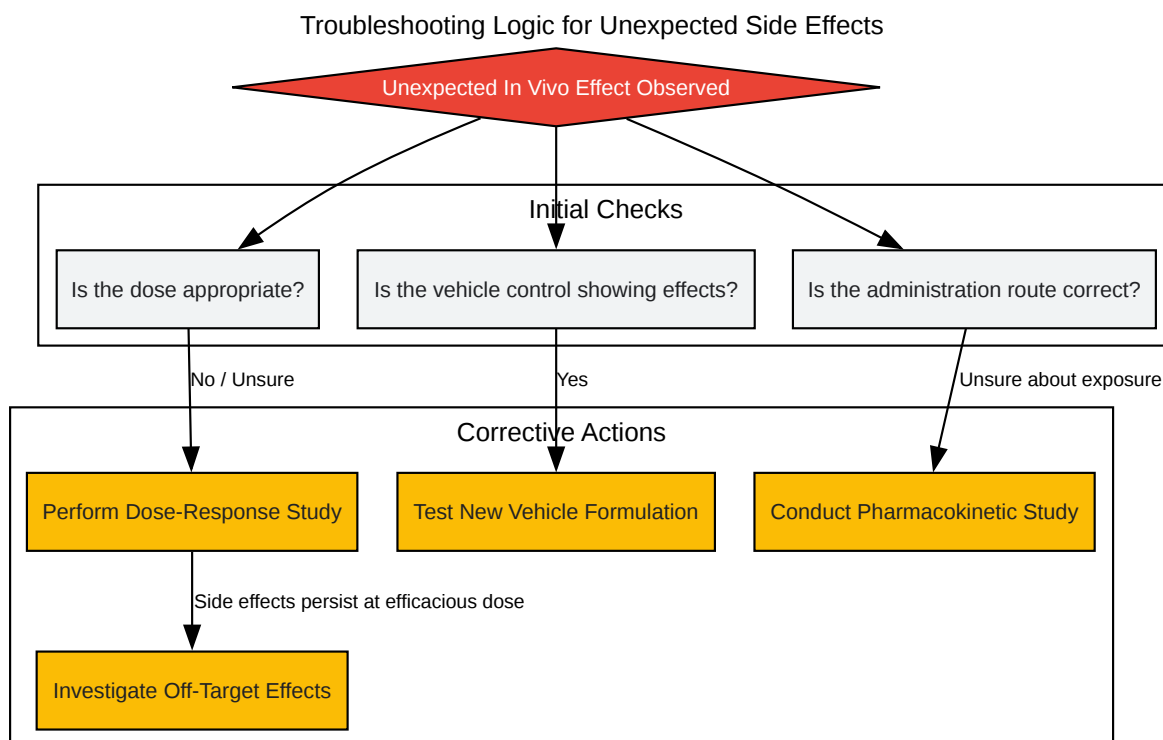 Troubleshooting Logic for Unexpected Side Effects
Unexpected In Vivo Effect Observed
Initial Checks
Is the dose appropriate?
Is the vehicle control showing effects?
Is the administration route correct?
No / Unsure
Yes
Unsure about exposure
Corrective Actions
Perform Dose-Response Study
Test New Vehicle Formulation
Conduct Pharmacokinetic Study
Side effects persist at efficacious dose
Investigate Off-Target Effects